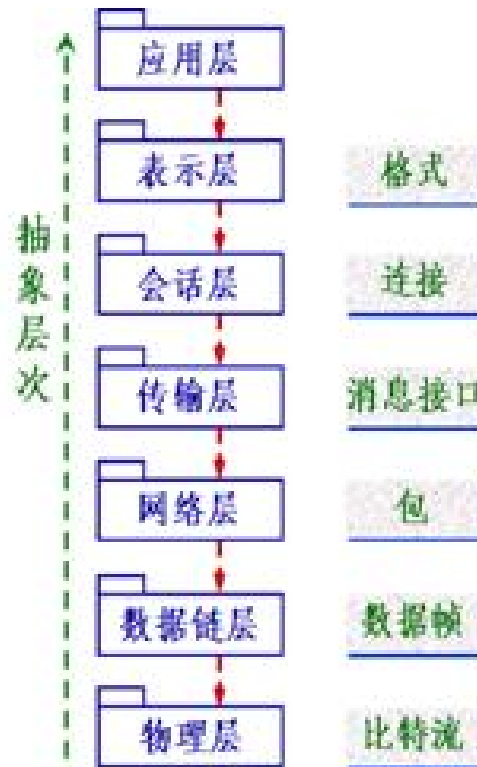 应用层
表示层
格式
会话层
连接
抽象层次
传输层
消息接口
网络层
包
数据链层
数据帧
物理层
比特流